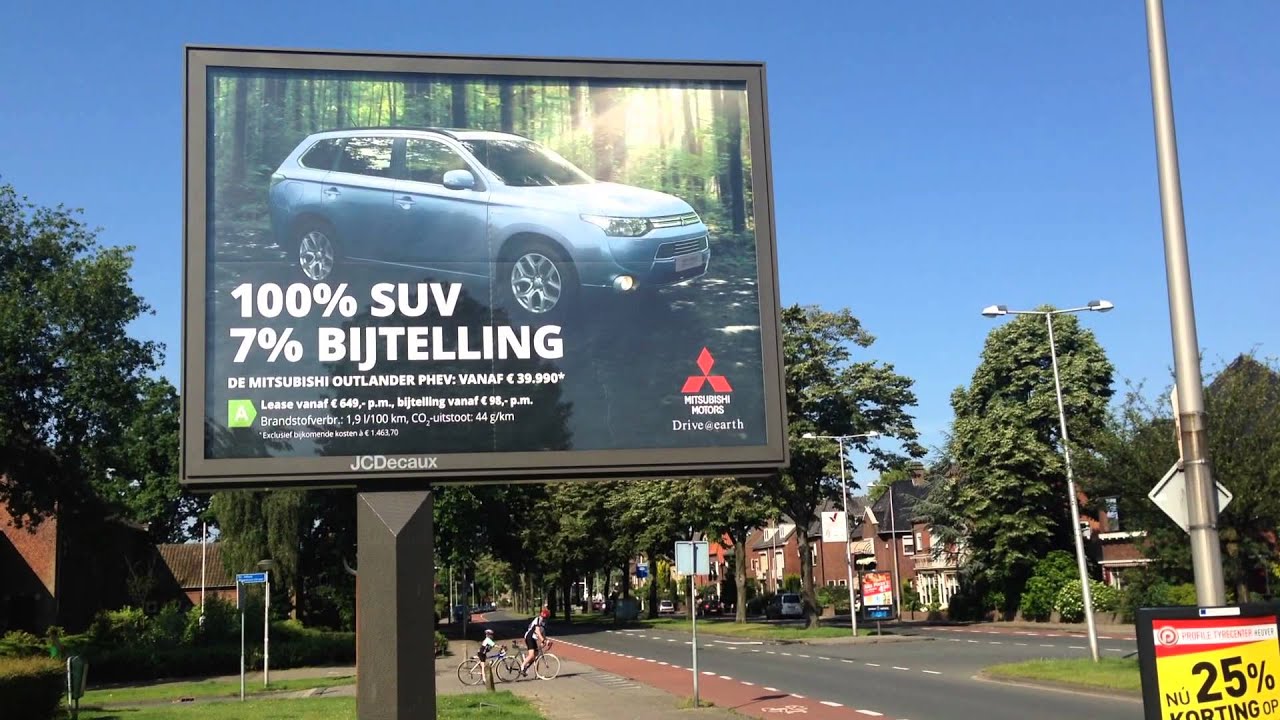 100% SUV
7% BIJTELLING
DE MITSUBISHI OUTLANDER PHEV: VANAF € 39.990*
A
Lease vanaf € 649,- p.m., bijtelling vanaf € 98,- p.m.
Brandstofverbr.: 1,9 l/100 km, CO₂-uitstoot: 44 g/km
*Exclusief bijkomende kosten à € 1.463,70
MITSUBISHI
MOTORS
Drive@earth
JCDecaux
PROFILE TYRECENTER HEUVER
NÚ 25%
KORTING OP